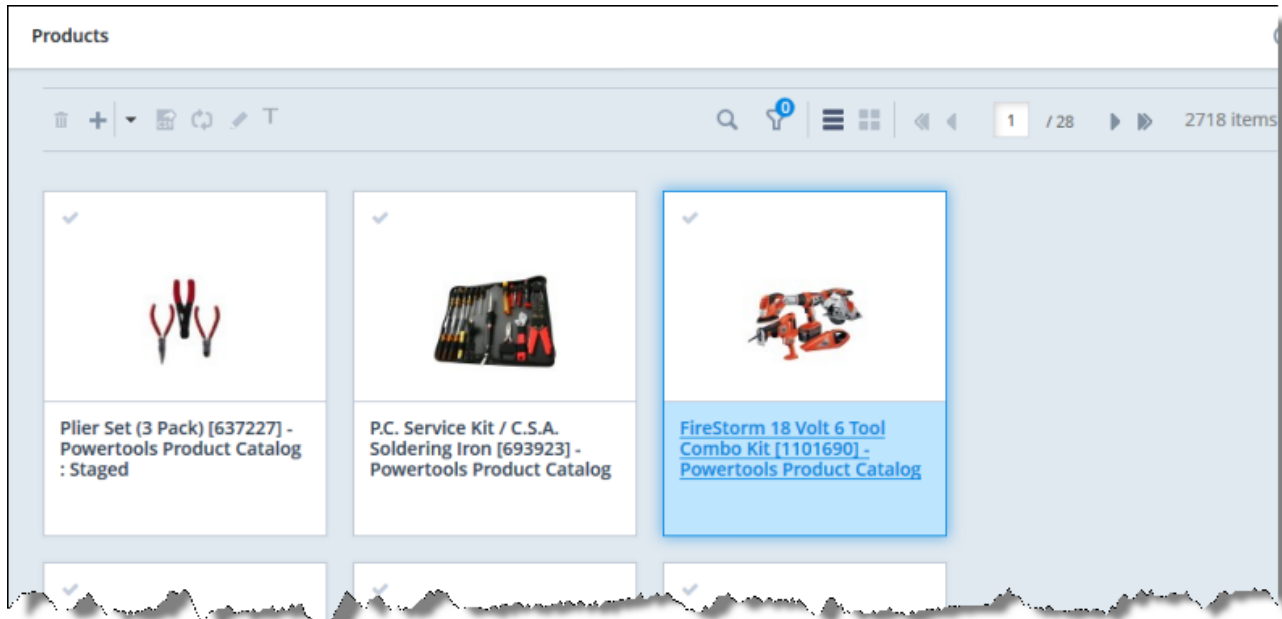 Products
T
0
1 / 28
2718 items
Plier Set (3 Pack) [637227] -
Powertools Product Catalog
: Staged
P.C. Service Kit / C.S.A.
Soldering Iron [693923] -
Powertools Product Catalog
FireStorm 18 Volt 6 Tool
Combo Kit [1101690] -
Powertools Product Catalog